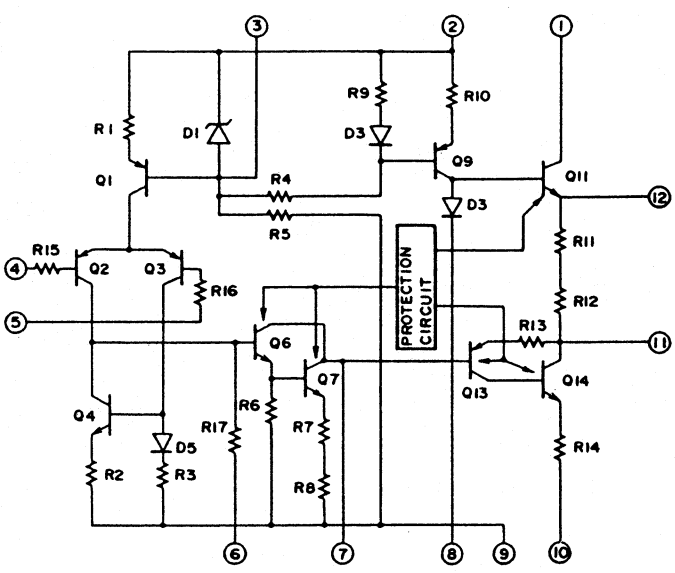 3 2 1
R9 R10
R1 D1 D3 Q9
Q1 R4 Q11
D3 12
R5
R15 R11
4 Q2 Q3 R16 PROTECTION CIRCUIT
R12
5 R13
Q6 11
Q7 Q13 Q14
Q4 R6
R17 R7
D5 R14
R2 R3 R8
6 7 8 9 10